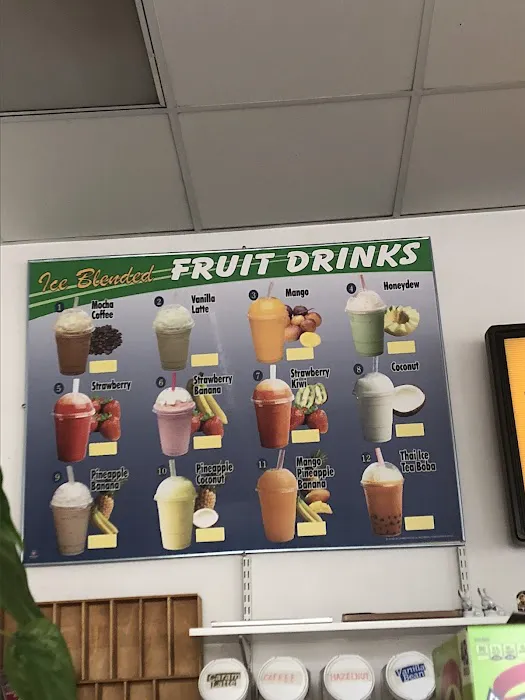 Ice Blended FRUIT DRINKS
1 Mocha
Coffee
2 Vanilla
Latte
3 Mango
4 Honeydew
5 Strawberry
6 Strawberry
Banana
7 Strawberry
Kiwi
8 Coconut
9 Pineapple
Banana
10 Pineapple
Coconut
11 Mango
Pineapple
Banana
12 Thai Ice
Tea Boba
COFFEE
HAZELNUT
Vanilla
Bean